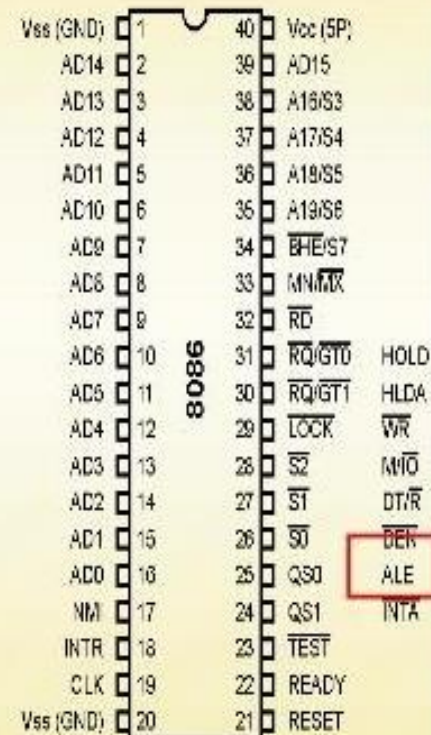 Vss (GND) 1 40 Vcc (5P)
AD14 2 39 AD15
AD13 3 38 A16/S3
AD12 4 37 A17/S4
AD11 5 36 A18/S5
AD10 6 35 A19/S6
AD9 7 34 BHE/S7
AD8 8 33 MN/MX
AD7 9 32 RD
AD6 10 31 RQ/GT0 HOLD
AD5 11 30 RQ/GT1 HLDA
AD4 12 29 LOCK WR
AD3 13 28 S2 M/IO
AD2 14 27 S1 DT/R
AD1 15 26 S0 DEN
AD0 16 25 QS0 ALE
NMI 17 24 QS1 INTA
INTR 18 23 TEST
CLK 19 22 READY
Vss (GND) 20 21 RESET
8086